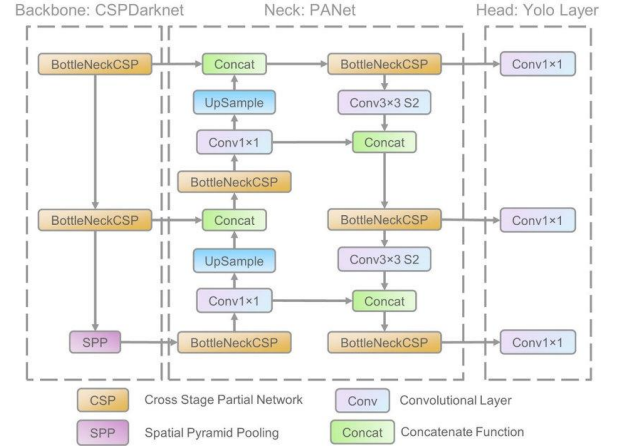 Backbone: CSPDarknet Neck: PANet Head: Yolo Layer
BottleNeckCSP Concat BottleNeckCSP Conv1×1
UpSample Conv3×3 S2
Conv1×1 Concat
BottleNeckCSP
BottleNeckCSP Concat BottleNeckCSP Conv1×1
UpSample Conv3×3 S2
Conv1×1 Concat
SPP BottleNeckCSP BottleNeckCSP Conv1×1
CSP Cross Stage Partial Network Conv Convolutional Layer
SPP Spatial Pyramid Pooling Concat Concatenate Function